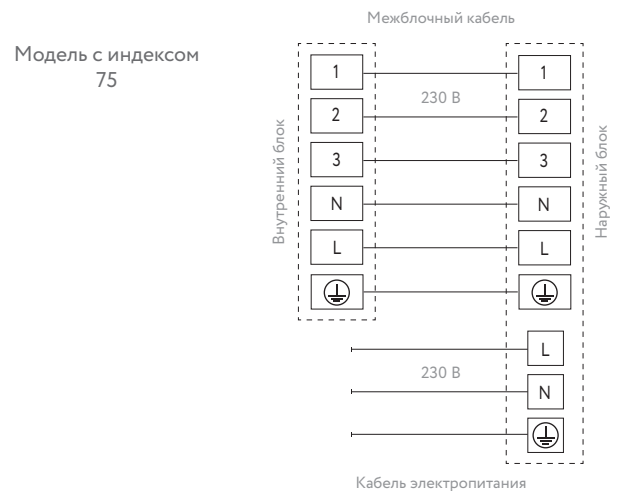 Межблочный кабель
Модель с индексом
75
Внутренний блок
Наружный блок
1 1
230 В
2 2
3 3
N N
L L
L
230 В
N
Кабель электропитания